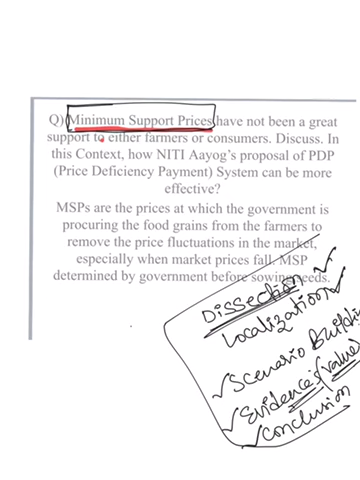 Q) Minimum Support Prices have not been a great
support to either farmers or consumers. Discuss. In
this Context, how NITI Aayog's proposal of PDP
(Price Deficiency Payment) System can be more
effective?
MSPs are the prices at which the government is
procuring the food grains from the farmers to
remove the price fluctuations in the market,
especially when market prices fall. MSP
determined by government before sowing seeds.
Dissection
Localization
Scenario Buildin
Evidences (value
Conclusion